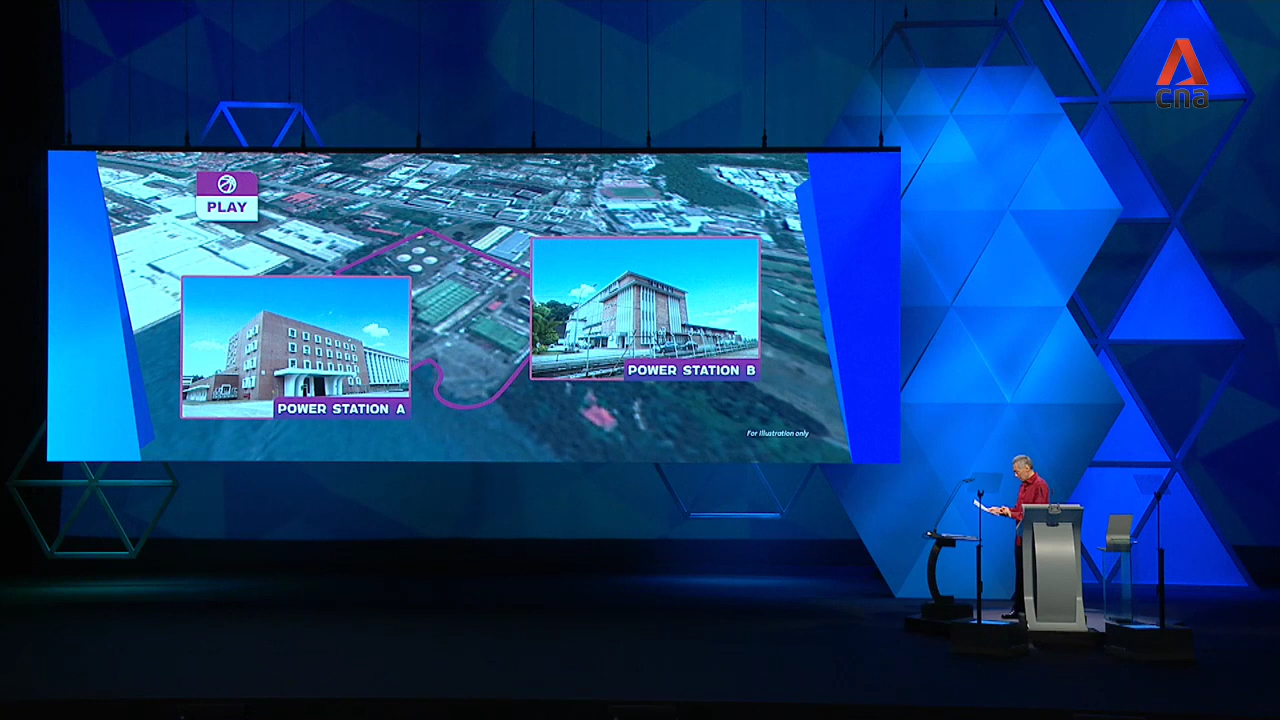 cna
PLAY
POWER STATION A
POWER STATION B
For Illustration only